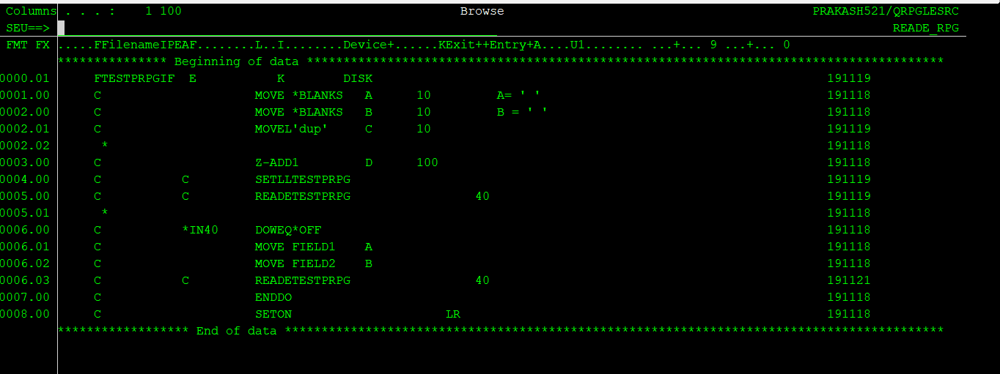 Columns . . . :    1 100                                      Browse                                          PRAKASH521/QRPGLESRC
SEU==>                                                                                                                   READE_RPG
FMT FX .....FFilenameIPEAF........L..I........Device+......KExit++Entry+A....U1........ ...+... 9 ...+... 0
*************** Beginning of data ***************************************************************************************
0000.01      FTESTPRPGIF  E           K        DISK                                                              191119
0001.00      C                     MOVE *BLANKS   A      10         A= ' '                                       191118
0002.00      C                     MOVE *BLANKS   B      10         B = ' '                                      191118
0002.01      C                     MOVEL'dup'     C      10                                                      191119
0002.02       *                                                                                                   191118
0003.00      C                     Z-ADD1         D      100                                                     191118
0004.00      C           C         SETLLTESTPRPG                                                                 191119
0005.00      C           C         READETESTPRPG                 40                                              191119
0005.01       *                                                                                                   191118
0006.00      C           *IN40     DOWEQ*OFF                                                                     191118
0006.01      C                     MOVE FIELD1    A                                                              191118
0006.02      C                     MOVE FIELD2    B                                                              191118
0006.03      C           C         READETESTPRPG                 40                                              191121
0007.00      C                     ENDDO                                                                         191118
0008.00      C                     SETON                     LR                                                  191118
****************** End of data ******************************************************************************************